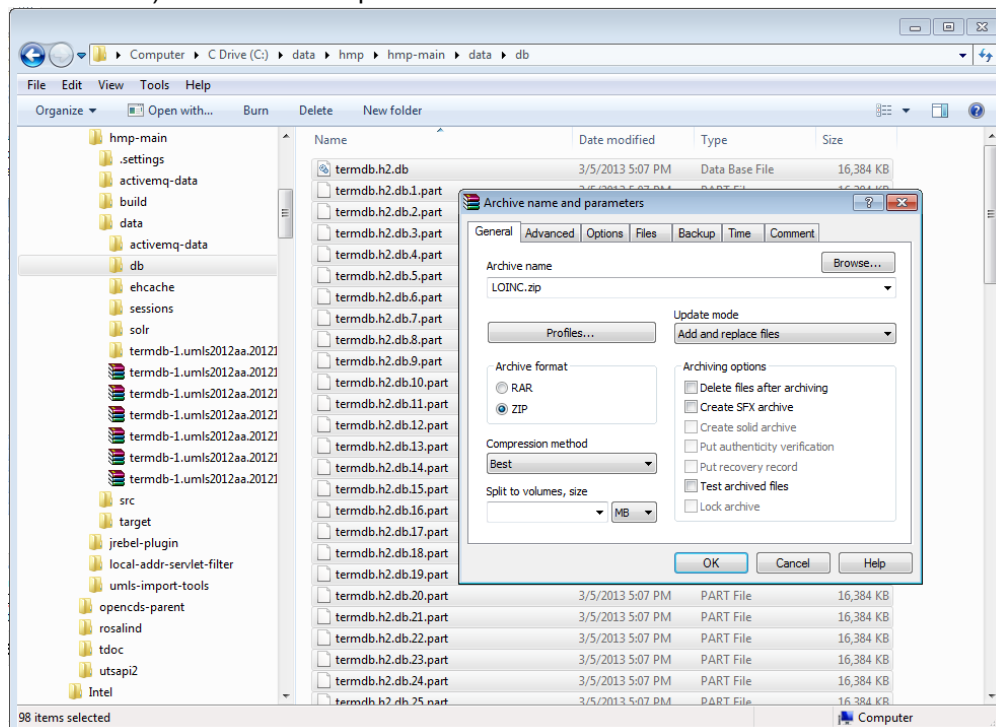 Computer ▸ C Drive (C:) ▸ data ▸ hmp ▸ hmp-main ▸ data ▸ db
File Edit View Tools Help
Organize Open with... Burn Delete New folder
hmp-main
.settings
activemq-data
build
data
activemq-data
db
ehcache
sessions
solr
termdb-1.umls2012aa.20121
termdb-1.umls2012aa.20121
termdb-1.umls2012aa.20121
termdb-1.umls2012aa.20121
termdb-1.umls2012aa.20121
termdb-1.umls2012aa.20121
termdb-1.umls2012aa.20121
src
target
jrebel-plugin
local-addr-servlet-filter
umls-import-tools
opencds-parent
rosalind
tdoc
utsapi2
Intel
Name Date modified Type Size
termdb.h2.db 3/5/2013 5:07 PM Data Base File 16,384 KB
termdb.h2.db.1.part
termdb.h2.db.2.part
termdb.h2.db.3.part
termdb.h2.db.4.part
termdb.h2.db.5.part
termdb.h2.db.6.part
termdb.h2.db.7.part
termdb.h2.db.8.part
termdb.h2.db.9.part
termdb.h2.db.10.part
termdb.h2.db.11.part
termdb.h2.db.12.part
termdb.h2.db.13.part
termdb.h2.db.14.part
termdb.h2.db.15.part
termdb.h2.db.16.part
termdb.h2.db.17.part
termdb.h2.db.18.part
termdb.h2.db.19.part
termdb.h2.db.20.part 3/5/2013 5:07 PM PART File 16,384 KB
termdb.h2.db.21.part 3/5/2013 5:07 PM PART File 16,384 KB
termdb.h2.db.22.part 3/5/2013 5:07 PM PART File 16,384 KB
termdb.h2.db.23.part 3/5/2013 5:07 PM PART File 16,384 KB
termdb.h2.db.24.part 3/5/2013 5:07 PM PART File 16,384 KB
termdb.h2.db.25.part 3/5/2013 5:07 PM PART File 16,384 KB
Archive name and parameters
General Advanced Options Files Backup Time Comment
Archive name
Browse...
LOINC.zip
Profiles...
Update mode
Add and replace files
Archive format
RAR
ZIP
Compression method
Best
Split to volumes, size
MB
Archiving options
Delete files after archiving
Create SFX archive
Create solid archive
Put authenticity verification
Put recovery record
Test archived files
Lock archive
OK Cancel Help
98 items selected
Computer